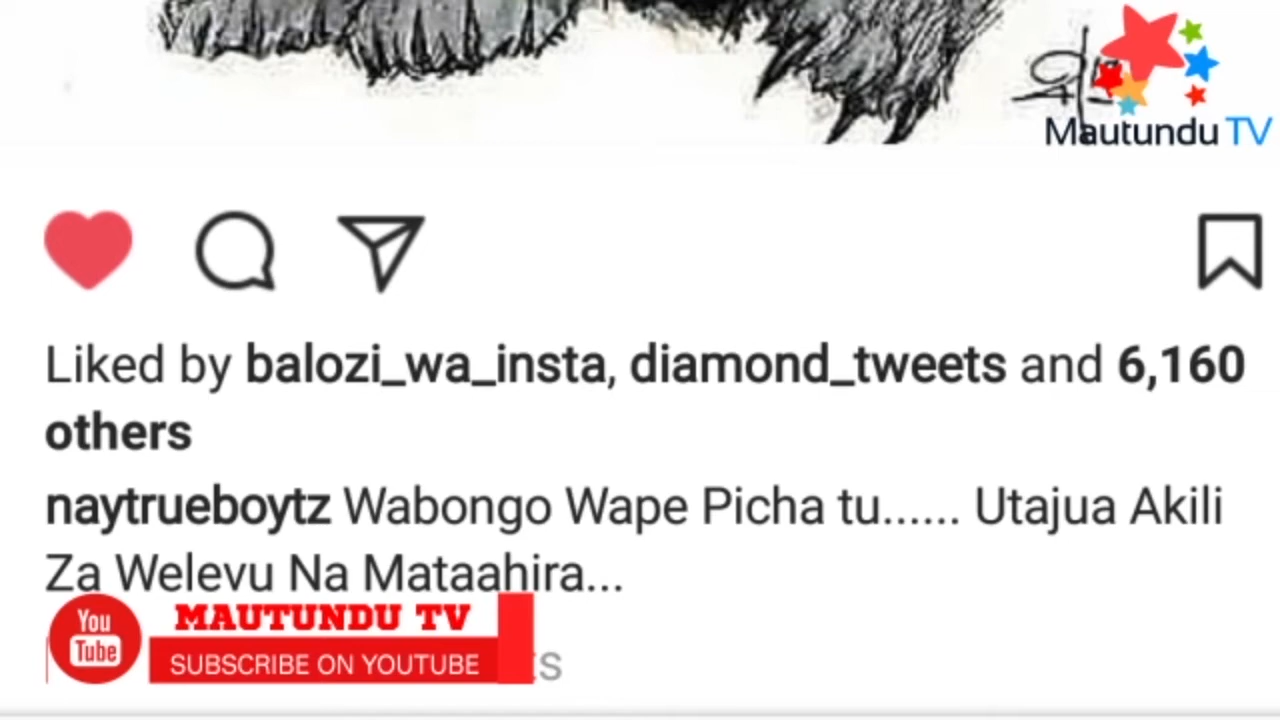 Mautundu TV
Liked by balozi_wa_insta, diamond_tweets and 6,160
others
naytrueboytz Wabongo Wape Picha tu...... Utajua Akili
Za Welevu Na Mataahira...
You
Tube
MAUTUNDU TV
SUBSCRIBE ON YOUTUBE